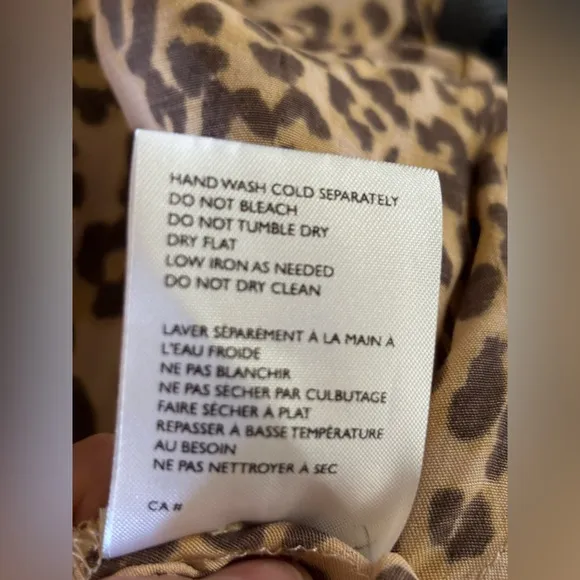 HAND WASH COLD SEPARATELY
DO NOT BLEACH
DO NOT TUMBLE DRY
DRY FLAT
LOW IRON AS NEEDED
DO NOT DRY CLEAN
LAVER SÉPARÉMENT À LA MAIN À
L'EAU FROIDE
NE PAS BLANCHIR
NE PAS SÉCHER PAR CULBUTAGE
FAIRE SÉCHER À PLAT
REPASSER À BASSE TEMPÉRATURE
AU BESOIN
NE PAS NETTROYER À SEC
CA #